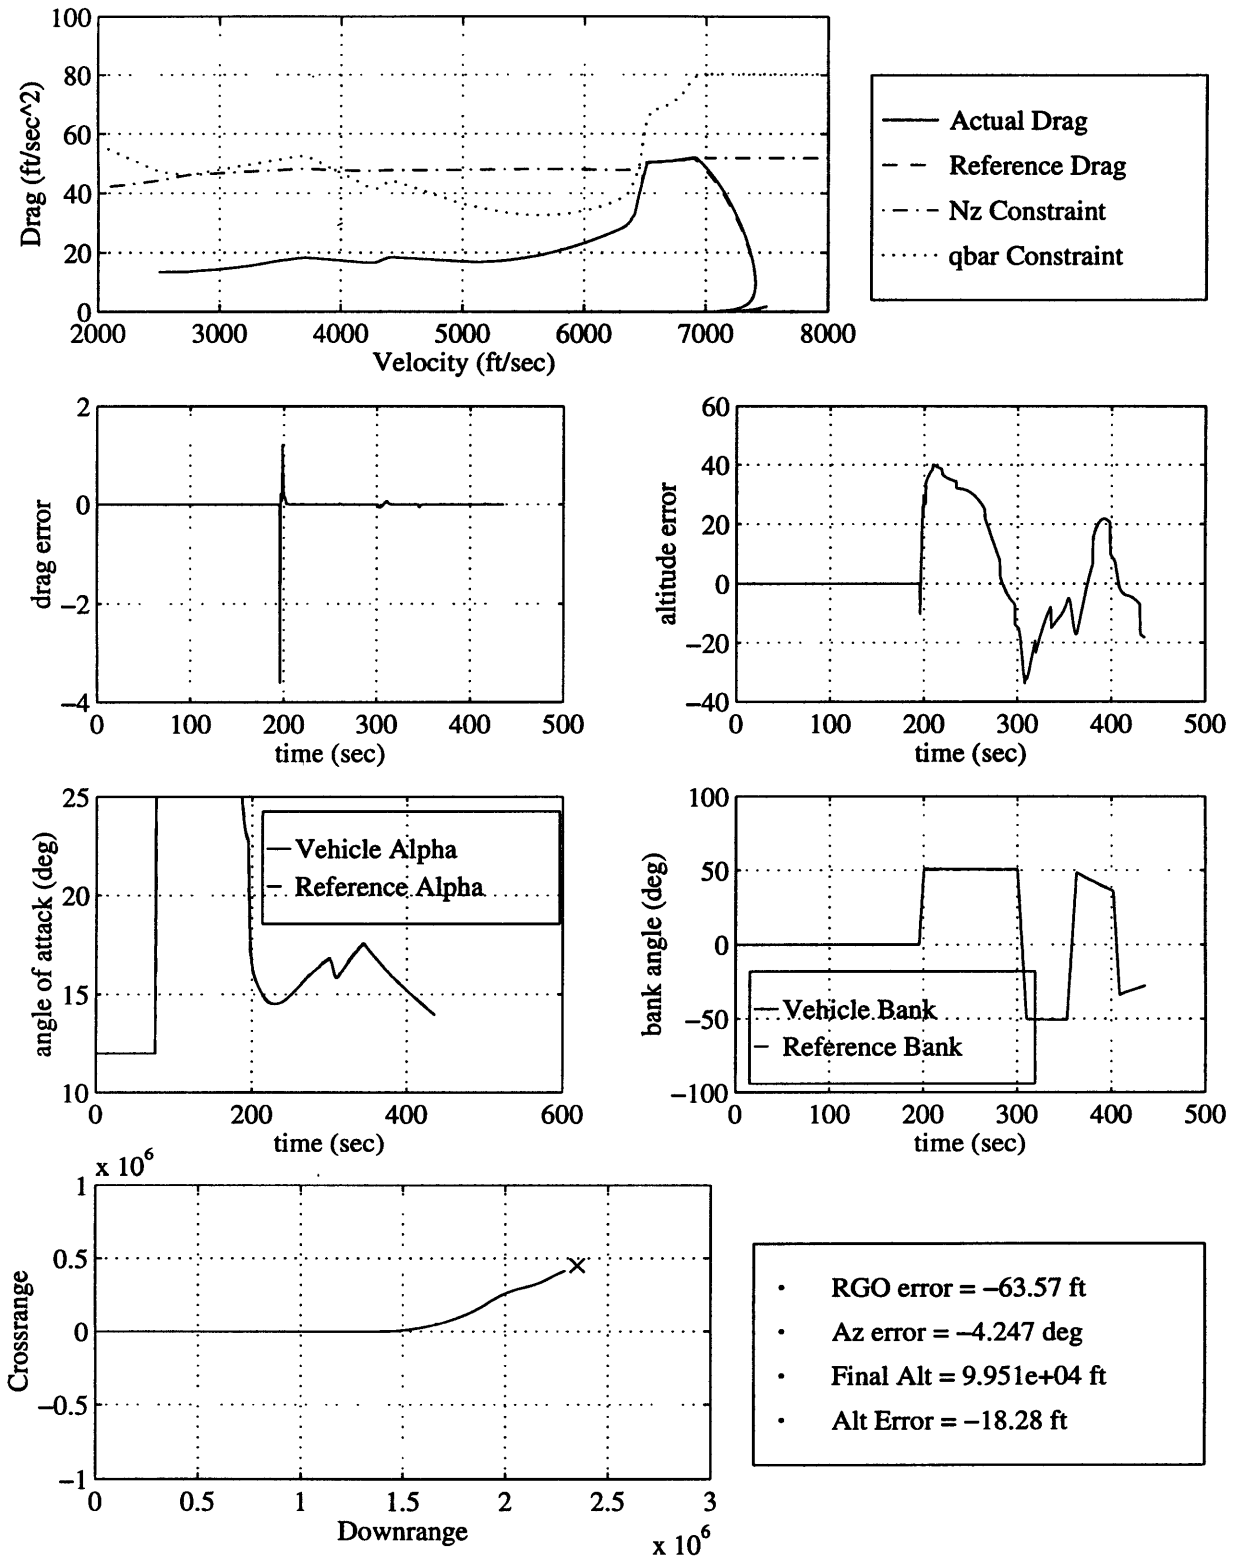 100
80
60
40
20
0
Drag (ft/sec^2)
2000 3000 4000 5000 6000 7000 8000
Velocity (ft/sec)
Actual Drag
Reference Drag
Nz Constraint
qbar Constraint
2
0
−2
−4
drag error
0 100 200 300 400 500
time (sec)
60
40
20
0
−20
−40
altitude error
0 100 200 300 400 500
time (sec)
25
20
15
10
angle of attack (deg)
Vehicle Alpha
Reference Alpha
0 200 400 600
time (sec)
100
50
0
−50
−100
bank angle (deg)
Vehicle Bank
Reference Bank
0 100 200 300 400 500
time (sec)
x 10^6
1
0.5
0
−0.5
−1
Crossrange
0 0.5 1 1.5 2 2.5 3
Downrange
x 10^6
RGO error = −63.57 ft
Az error = −4.247 deg
Final Alt = 9.951e+04 ft
Alt Error = −18.28 ft